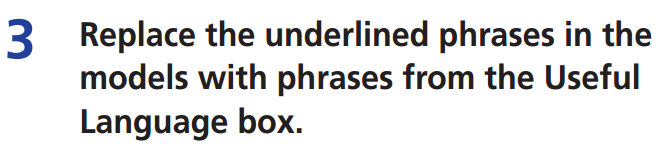 3 Replace the underlined phrases in the
models with phrases from the Useful
Language box.